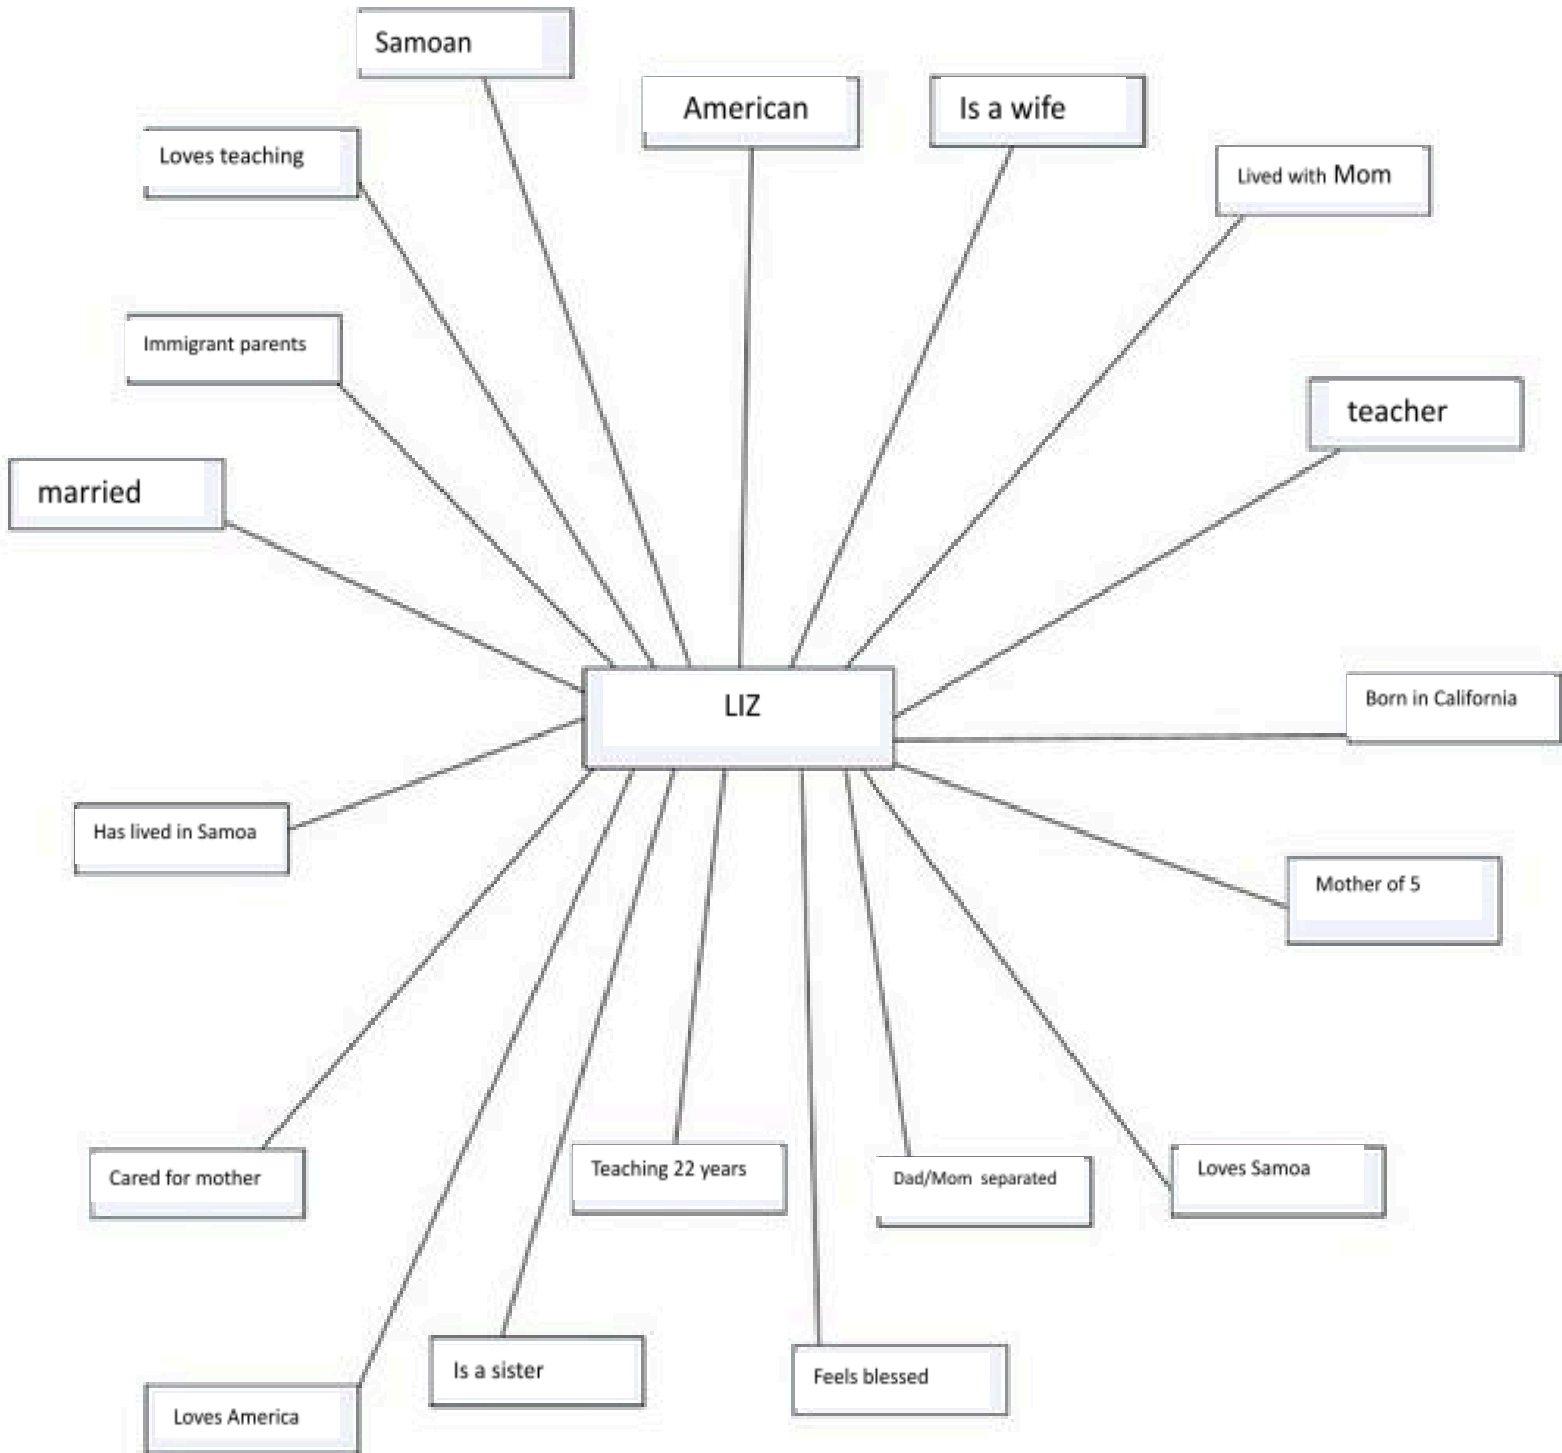 Samoan
American
Is a wife
Loves teaching
Lived with Mom
Immigrant parents
teacher
married
LIZ
Born in California
Has lived in Samoa
Mother of 5
Cared for mother
Teaching 22 years
Dad/Mom separated
Loves Samoa
Is a sister
Feels blessed
Loves America